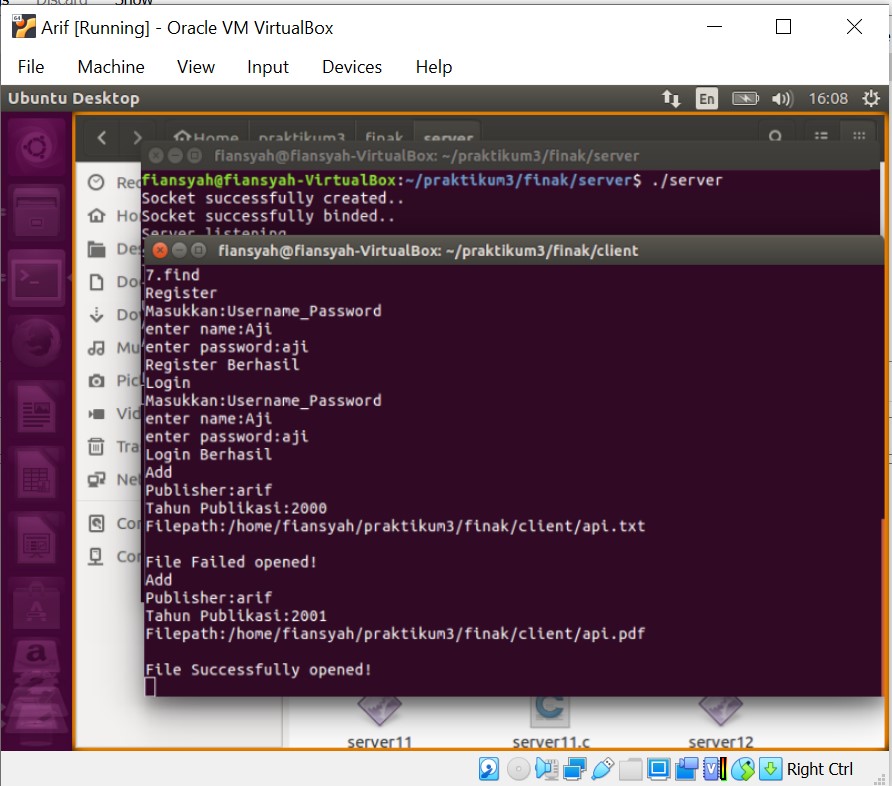 Show
Arif [Running] - Oracle VM VirtualBox
File Machine View Input Devices Help
Ubuntu Desktop En 16:08
Home praktikum3 finak server
fiansyah@fiansyah-VirtualBox: ~/praktikum3/finak/server
fiansyah@fiansyah-VirtualBox:~/praktikum3/finak/server$ ./server
Socket successfully created..
Socket successfully binded..
Server listening..
fiansyah@fiansyah-VirtualBox: ~/praktikum3/finak/client
7.find
Register
Masukkan:Username_Password
enter name:Aji
enter password:aji
Register Berhasil
Login
Masukkan:Username_Password
enter name:Aji
enter password:aji
Login Berhasil
Add
Publisher:arif
Tahun Publikasi:2000
Filepath:/home/fiansyah/praktikum3/finak/client/api.txt
File Failed opened!
Add
Publisher:arif
Tahun Publikasi:2001
Filepath:/home/fiansyah/praktikum3/finak/client/api.pdf
File Successfully opened!
Rec
Ho
Des
Do
Do
Mu
Pic
Vid
Tra
Net
Con
Con
server11 server11.c server12
Right Ctrl